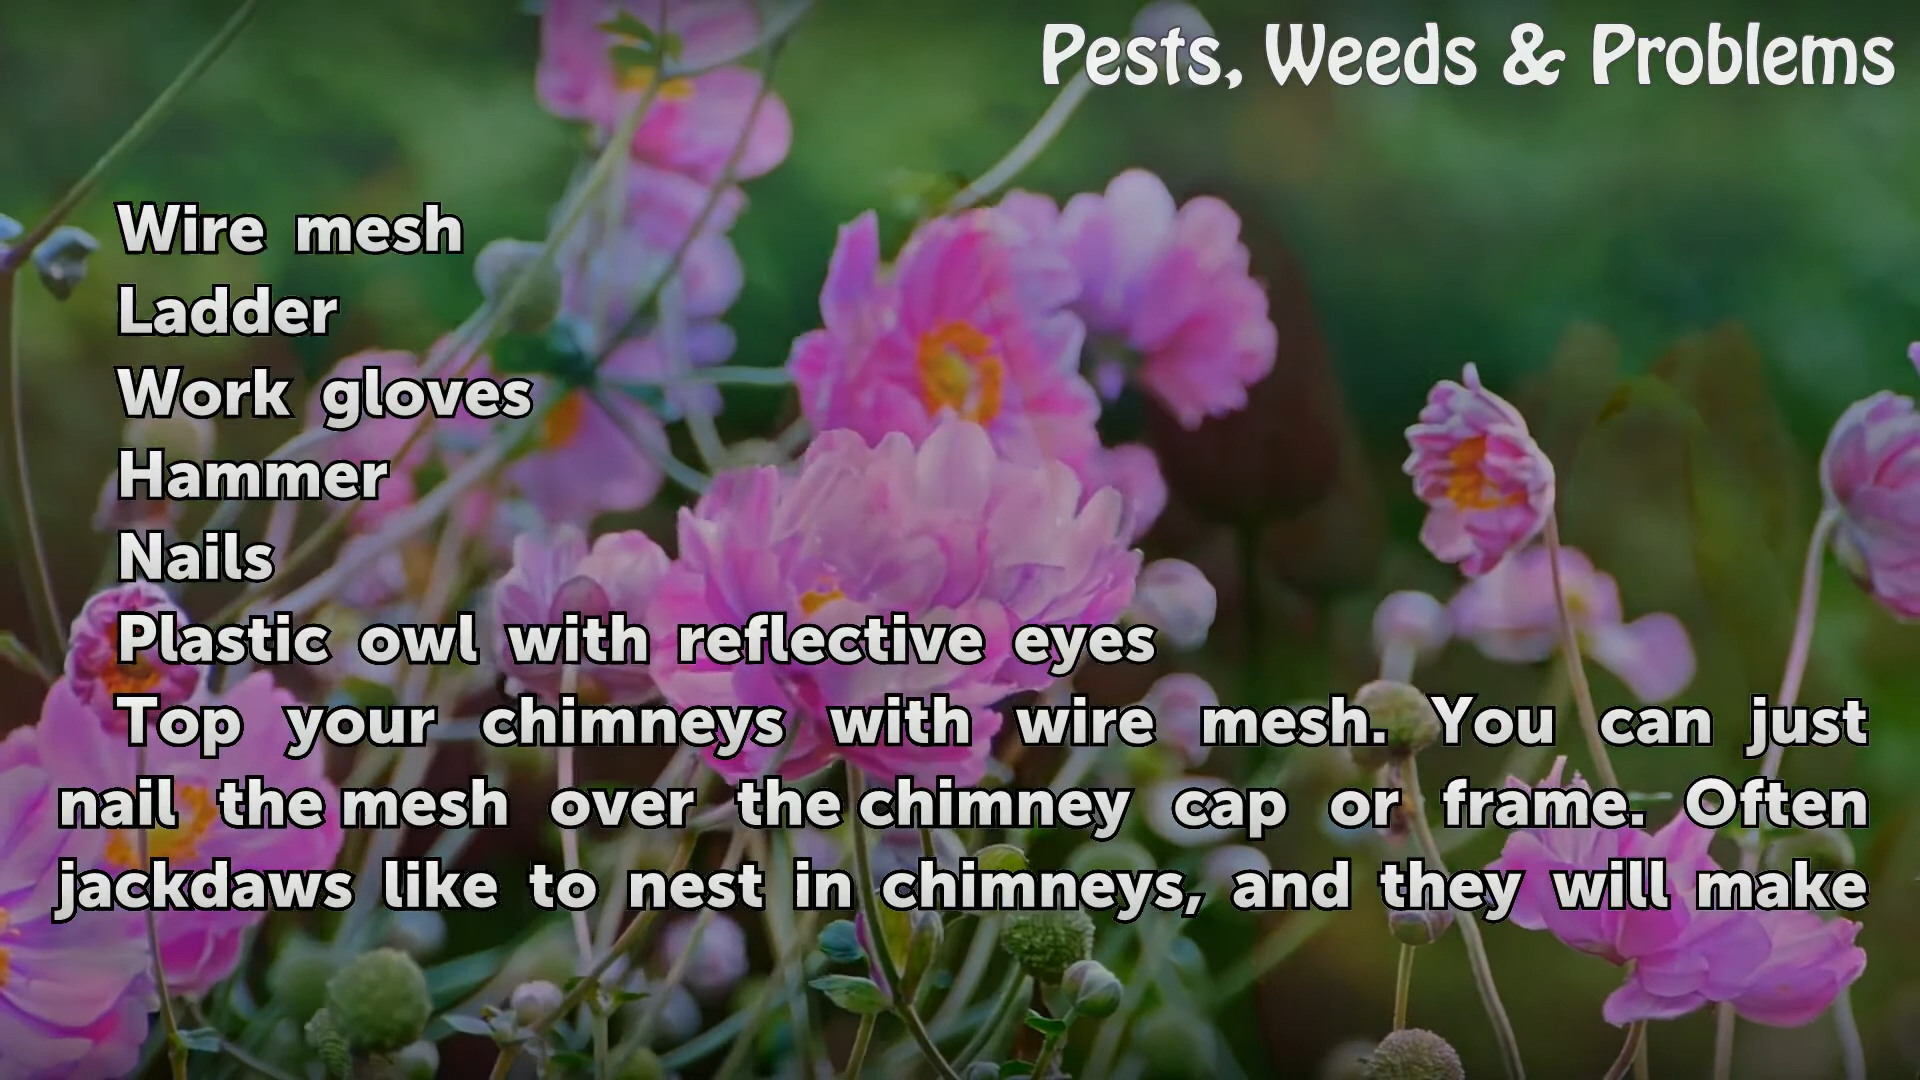 Pests, Weeds & Problems
Wire mesh
Ladder
Work gloves
Hammer
Nails
Plastic owl with reflective eyes
Top your chimneys with wire mesh. You can just
nail the mesh over the chimney cap or frame. Often
jackdaws like to nest in chimneys, and they will make